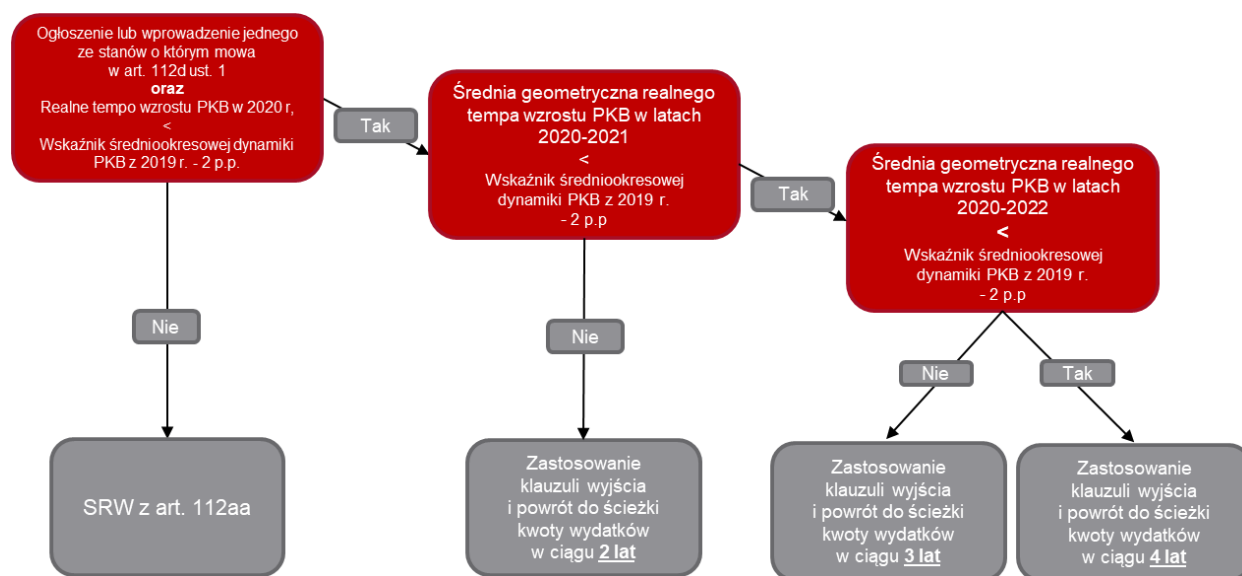 Ogłoszenie lub wprowadzenie jednego
ze stanów o którym mowa
w art. 112d ust. 1
oraz
Realne tempo wzrostu PKB w 2020 r,
<
Wskaźnik średniookresowej dynamiki
PKB z 2019 r. - 2 p.p.
Tak
Średnia geometryczna realnego
tempa wzrostu PKB w latach
2020-2021
<
Wskaźnik średniookresowej
dynamiki PKB z 2019 r.
- 2 p.p
Tak
Średnia geometryczna realnego
tempa wzrostu PKB w latach
2020-2022
<
Wskaźnik średniookresowej
dynamiki PKB z 2019 r.
- 2 p.p
Nie
Nie
Nie
Tak
SRW z art. 112aa
Zastosowanie
klauzuli wyjścia
i powrót do ścieżki
kwoty wydatków
w ciągu 2 lat
Zastosowanie
klauzuli wyjścia
i powrót do ścieżki
kwoty wydatków
w ciągu 3 lat
Zastosowanie
klauzuli wyjścia
i powrót do ścieżki
kwoty wydatków
w ciągu 4 lat